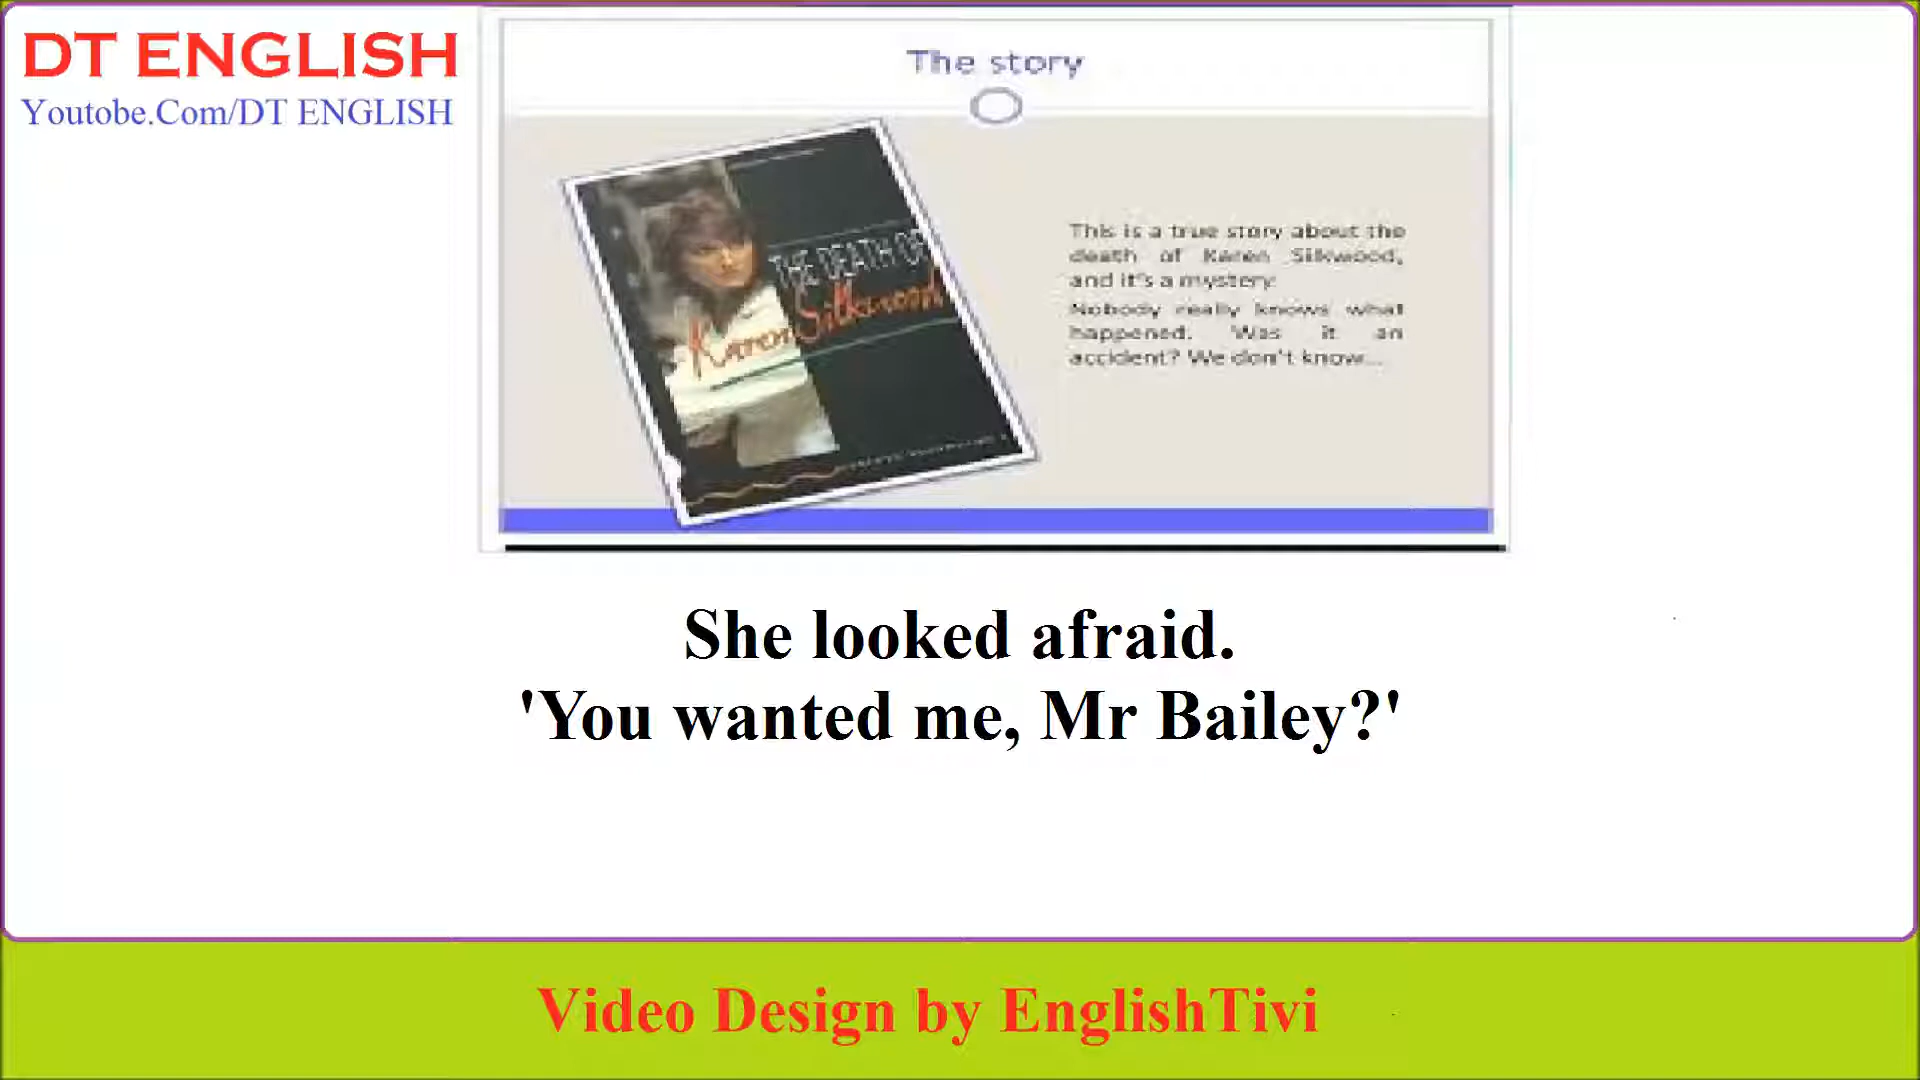 DT ENGLISH
Youtobe.Com/DT ENGLISH
The story
THE DEATH OF
Karen Silkwood
This is a true story about the
death of Karen Silkwood,
and it's a mystery
Nobody really knows what
happened. Was it an
accident? We don't know...
She looked afraid.
'You wanted me, Mr Bailey?'
Video Design by EnglishTivi